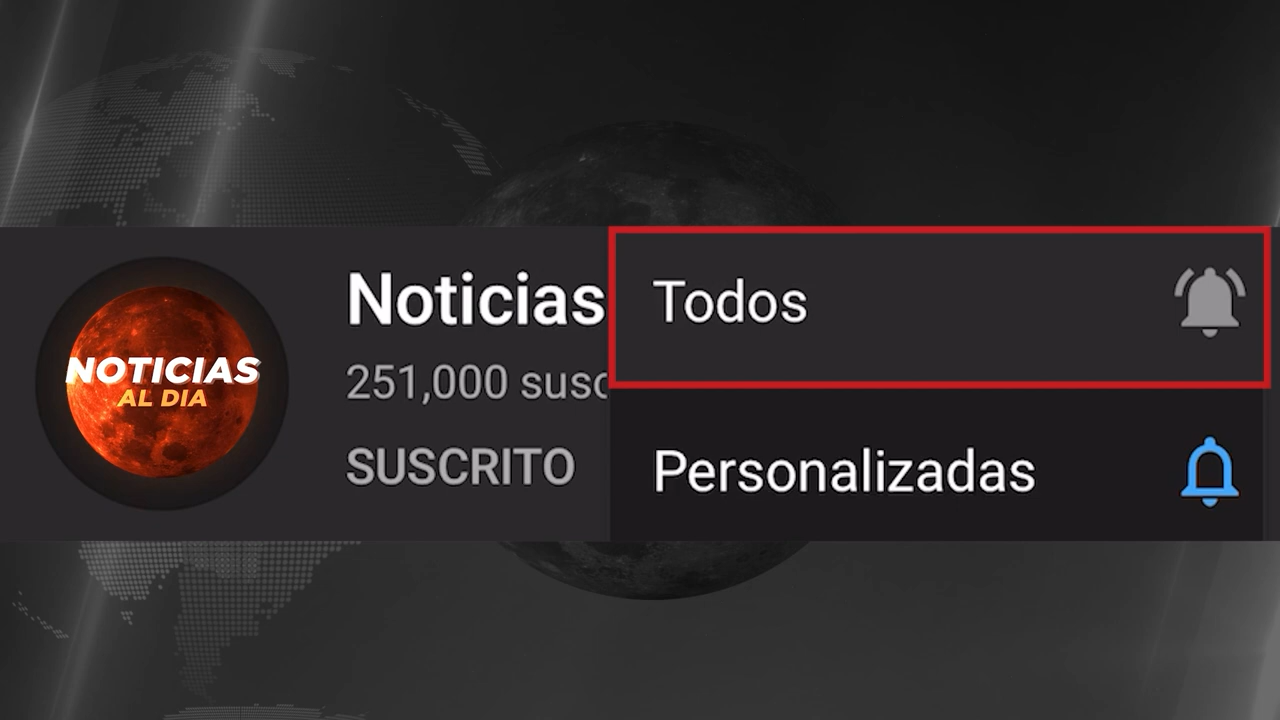 NOTICIAS
AL DIA
Noticias
251,000 susc
SUSCRITO
Todos
Personalizadas